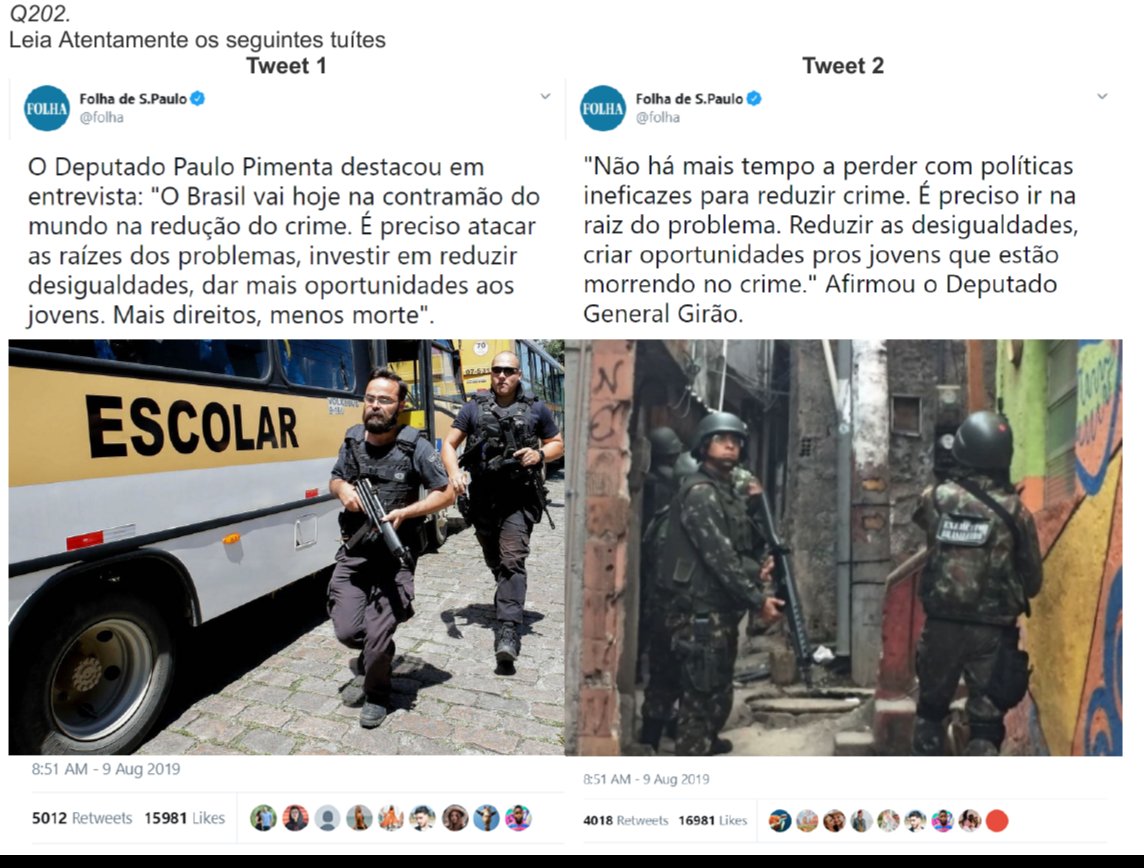 Q202.
Leia Atentamente os seguintes tuítes
Tweet 1
FOLHA
Folha de S.Paulo
@folha
O Deputado Paulo Pimenta destacou em
entrevista: "O Brasil vai hoje na contramão do
mundo na redução do crime. É preciso atacar
as raízes dos problemas, investir em reduzir
desigualdades, dar mais oportunidades aos
jovens. Mais direitos, menos morte".
ESCOLAR
70
8:51 AM - 9 Aug 2019
5012 Retweets 15981 Likes
Tweet 2
FOLHA
Folha de S.Paulo
@folha
"Não há mais tempo a perder com políticas
ineficazes para reduzir crime. É preciso ir na
raiz do problema. Reduzir as desigualdades,
criar oportunidades pros jovens que estão
morrendo no crime." Afirmou o Deputado
General Girão.
EXÉRCITO
BRASILEIRO
8:51 AM - 9 Aug 2019
4018 Retweets 16981 Likes